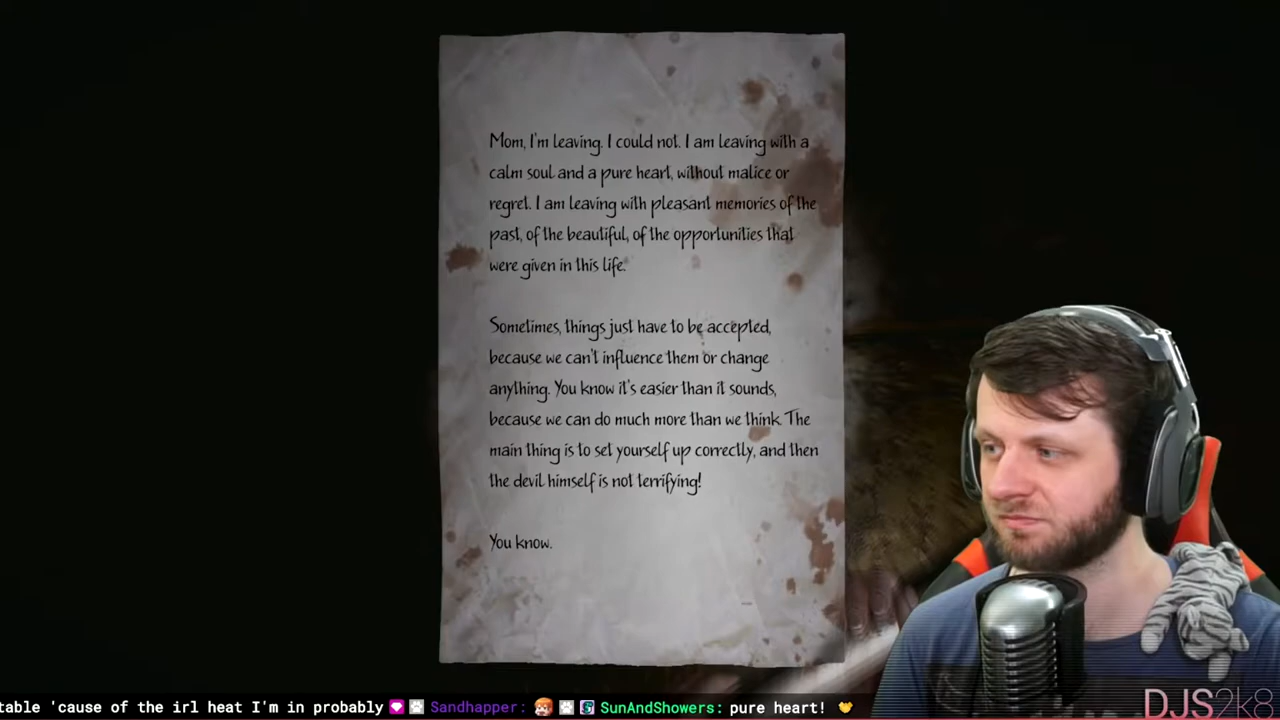 Mom, I'm leaving. I could not. I am leaving with a
calm soul and a pure heart, without malice or
regret. I am leaving with pleasant memories of the
past, of the beautiful, of the opportunities that
were given in this life.
Sometimes, things just have to be accepted,
because we can't influence them or change
anything. You know it's easier than it sounds,
because we can do much more than we think. The
main thing is to set yourself up correctly, and then
the devil himself is not terrifying!
You know.
table 'cause of the irl heat I'm in probably Sandhapper: SunAndShowers: pure heart!
DJS2k8